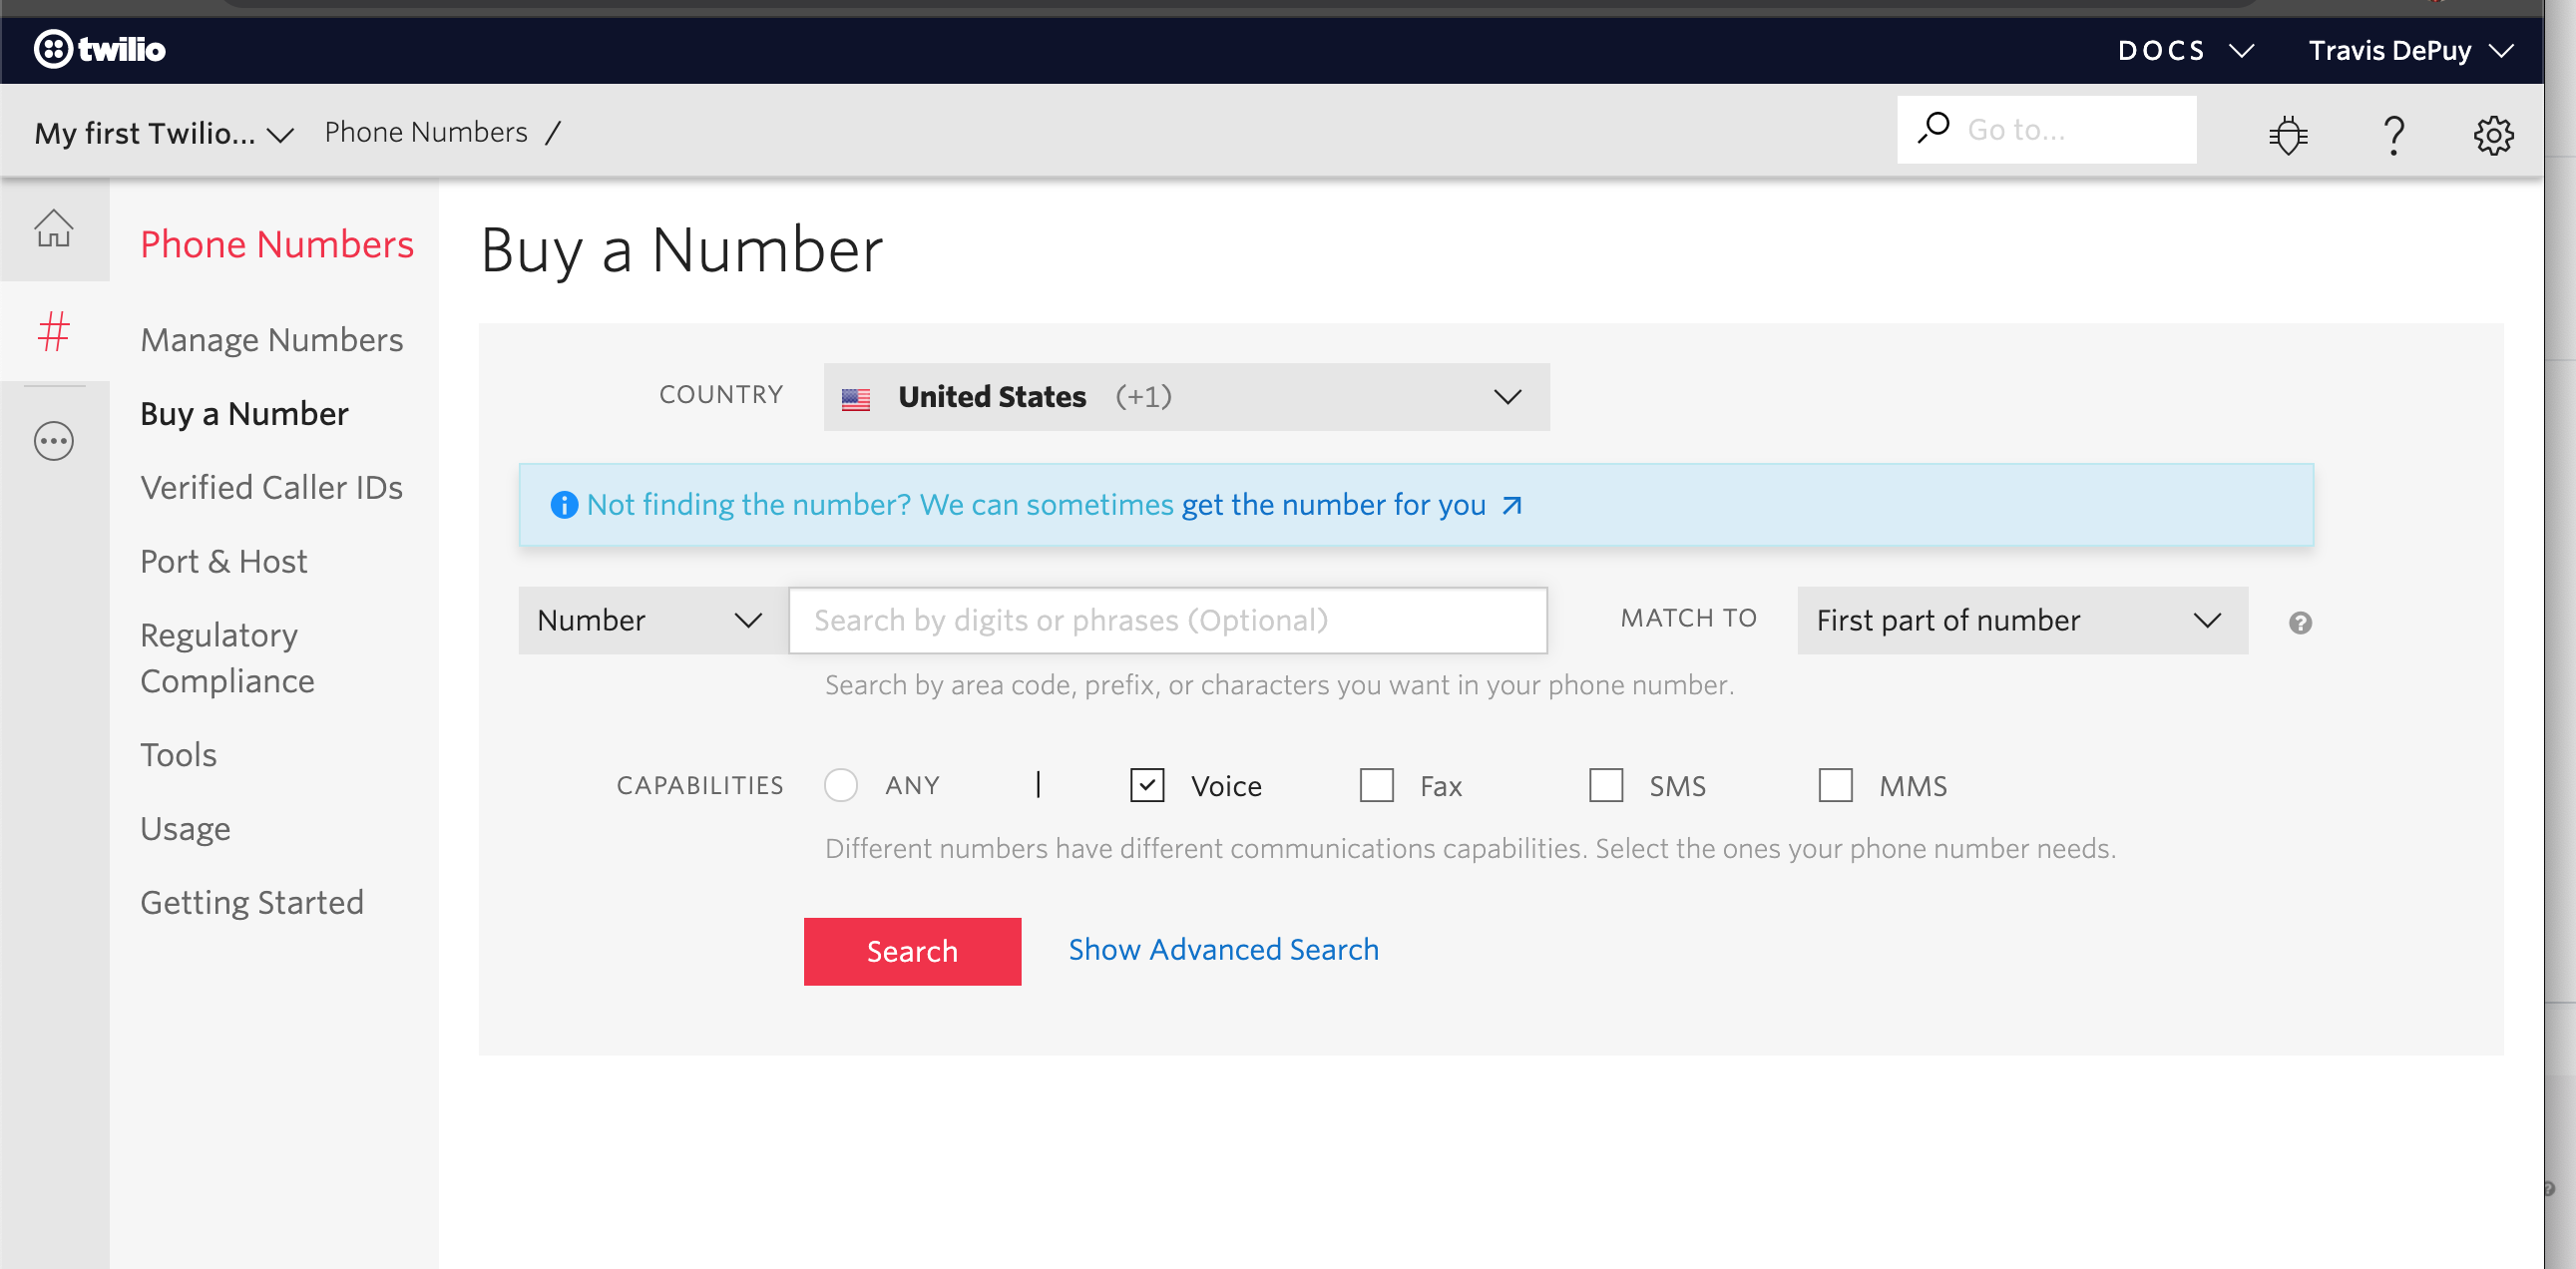 twilio
DOCS
Travis DePuy
My first Twilio...
Phone Numbers /
Go to...
?
Phone Numbers
#
Manage Numbers
Buy a Number
Verified Caller IDs
Port & Host
Regulatory
Compliance
Tools
Usage
Getting Started
Buy a Number
COUNTRY
United States (+1)
Not finding the number? We can sometimes get the number for you
Number
Search by digits or phrases (Optional)
MATCH TO
First part of number
?
Search by area code, prefix, or characters you want in your phone number.
CAPABILITIES
ANY
|
Voice
Fax
SMS
MMS
Different numbers have different communications capabilities. Select the ones your phone number needs.
Search
Show Advanced Search